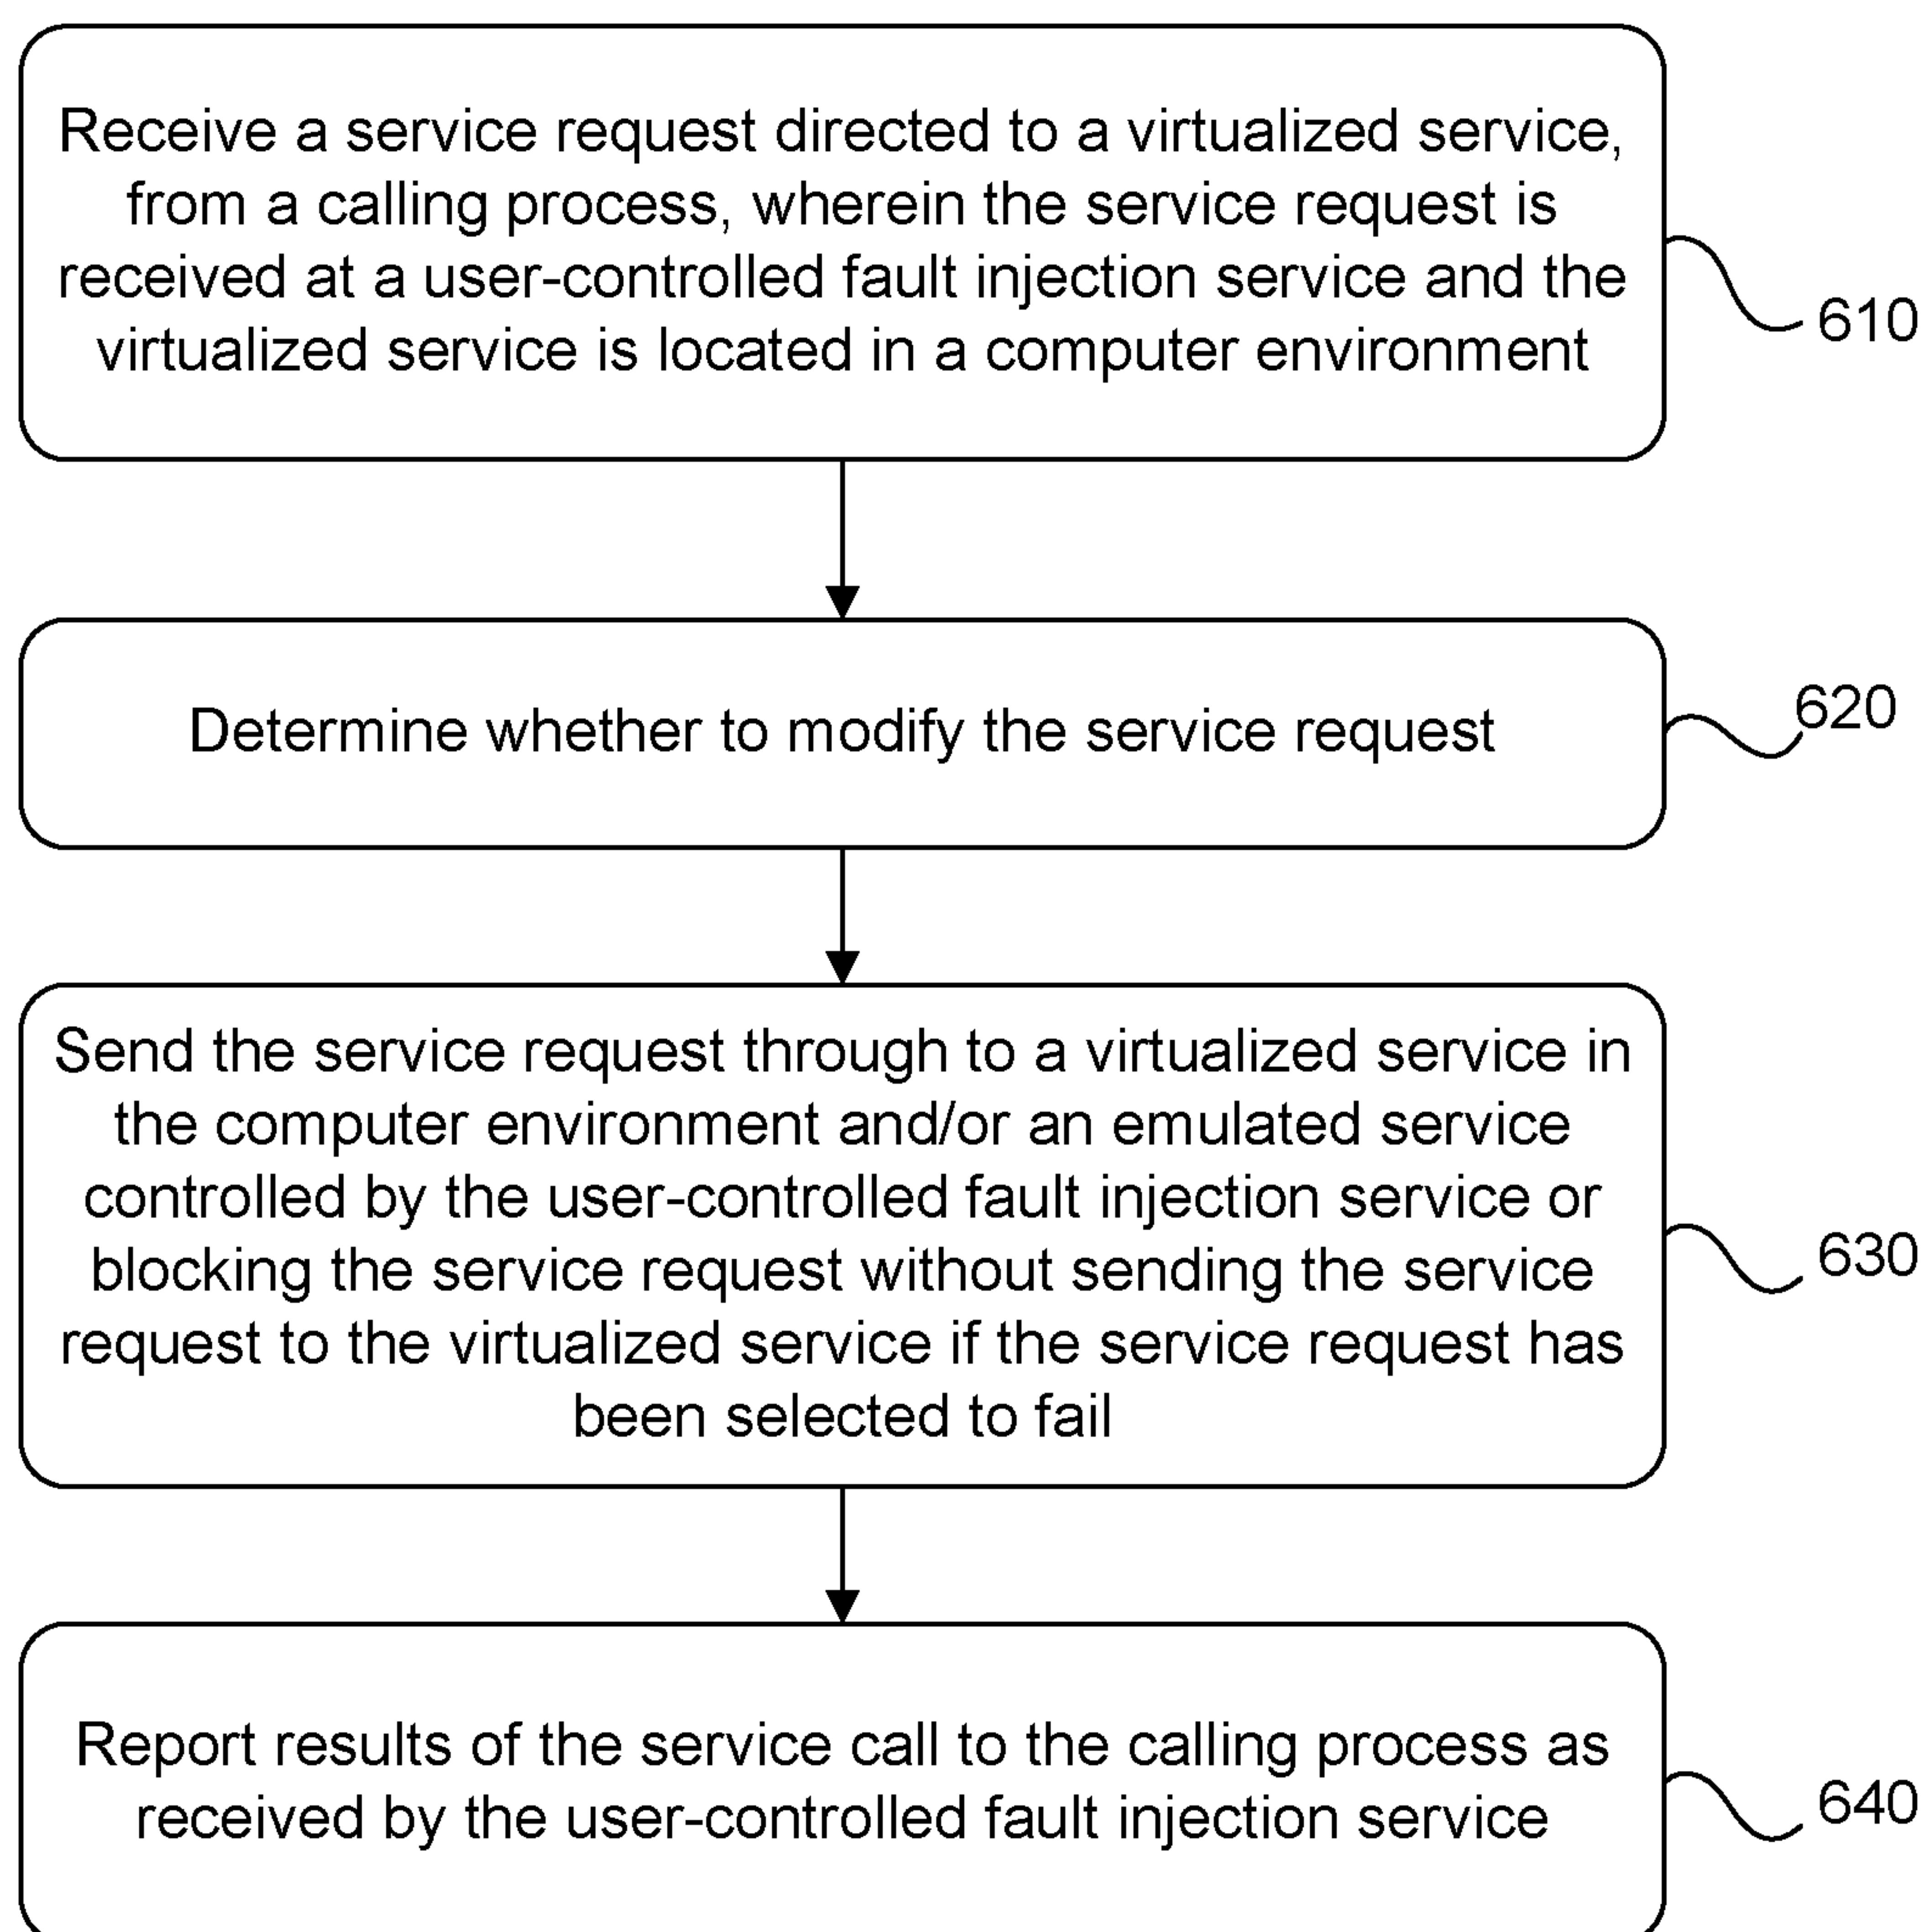 Receive a service request directed to a virtualized service,
from a calling process, wherein the service request is
received at a user-controlled fault injection service and the
virtualized service is located in a computer environment
610
Determine whether to modify the service request
620
Send the service request through to a virtualized service in
the computer environment and/or an emulated service
controlled by the user-controlled fault injection service or
blocking the service request without sending the service
request to the virtualized service if the service request has
been selected to fail
630
Report results of the service call to the calling process as
received by the user-controlled fault injection service
640